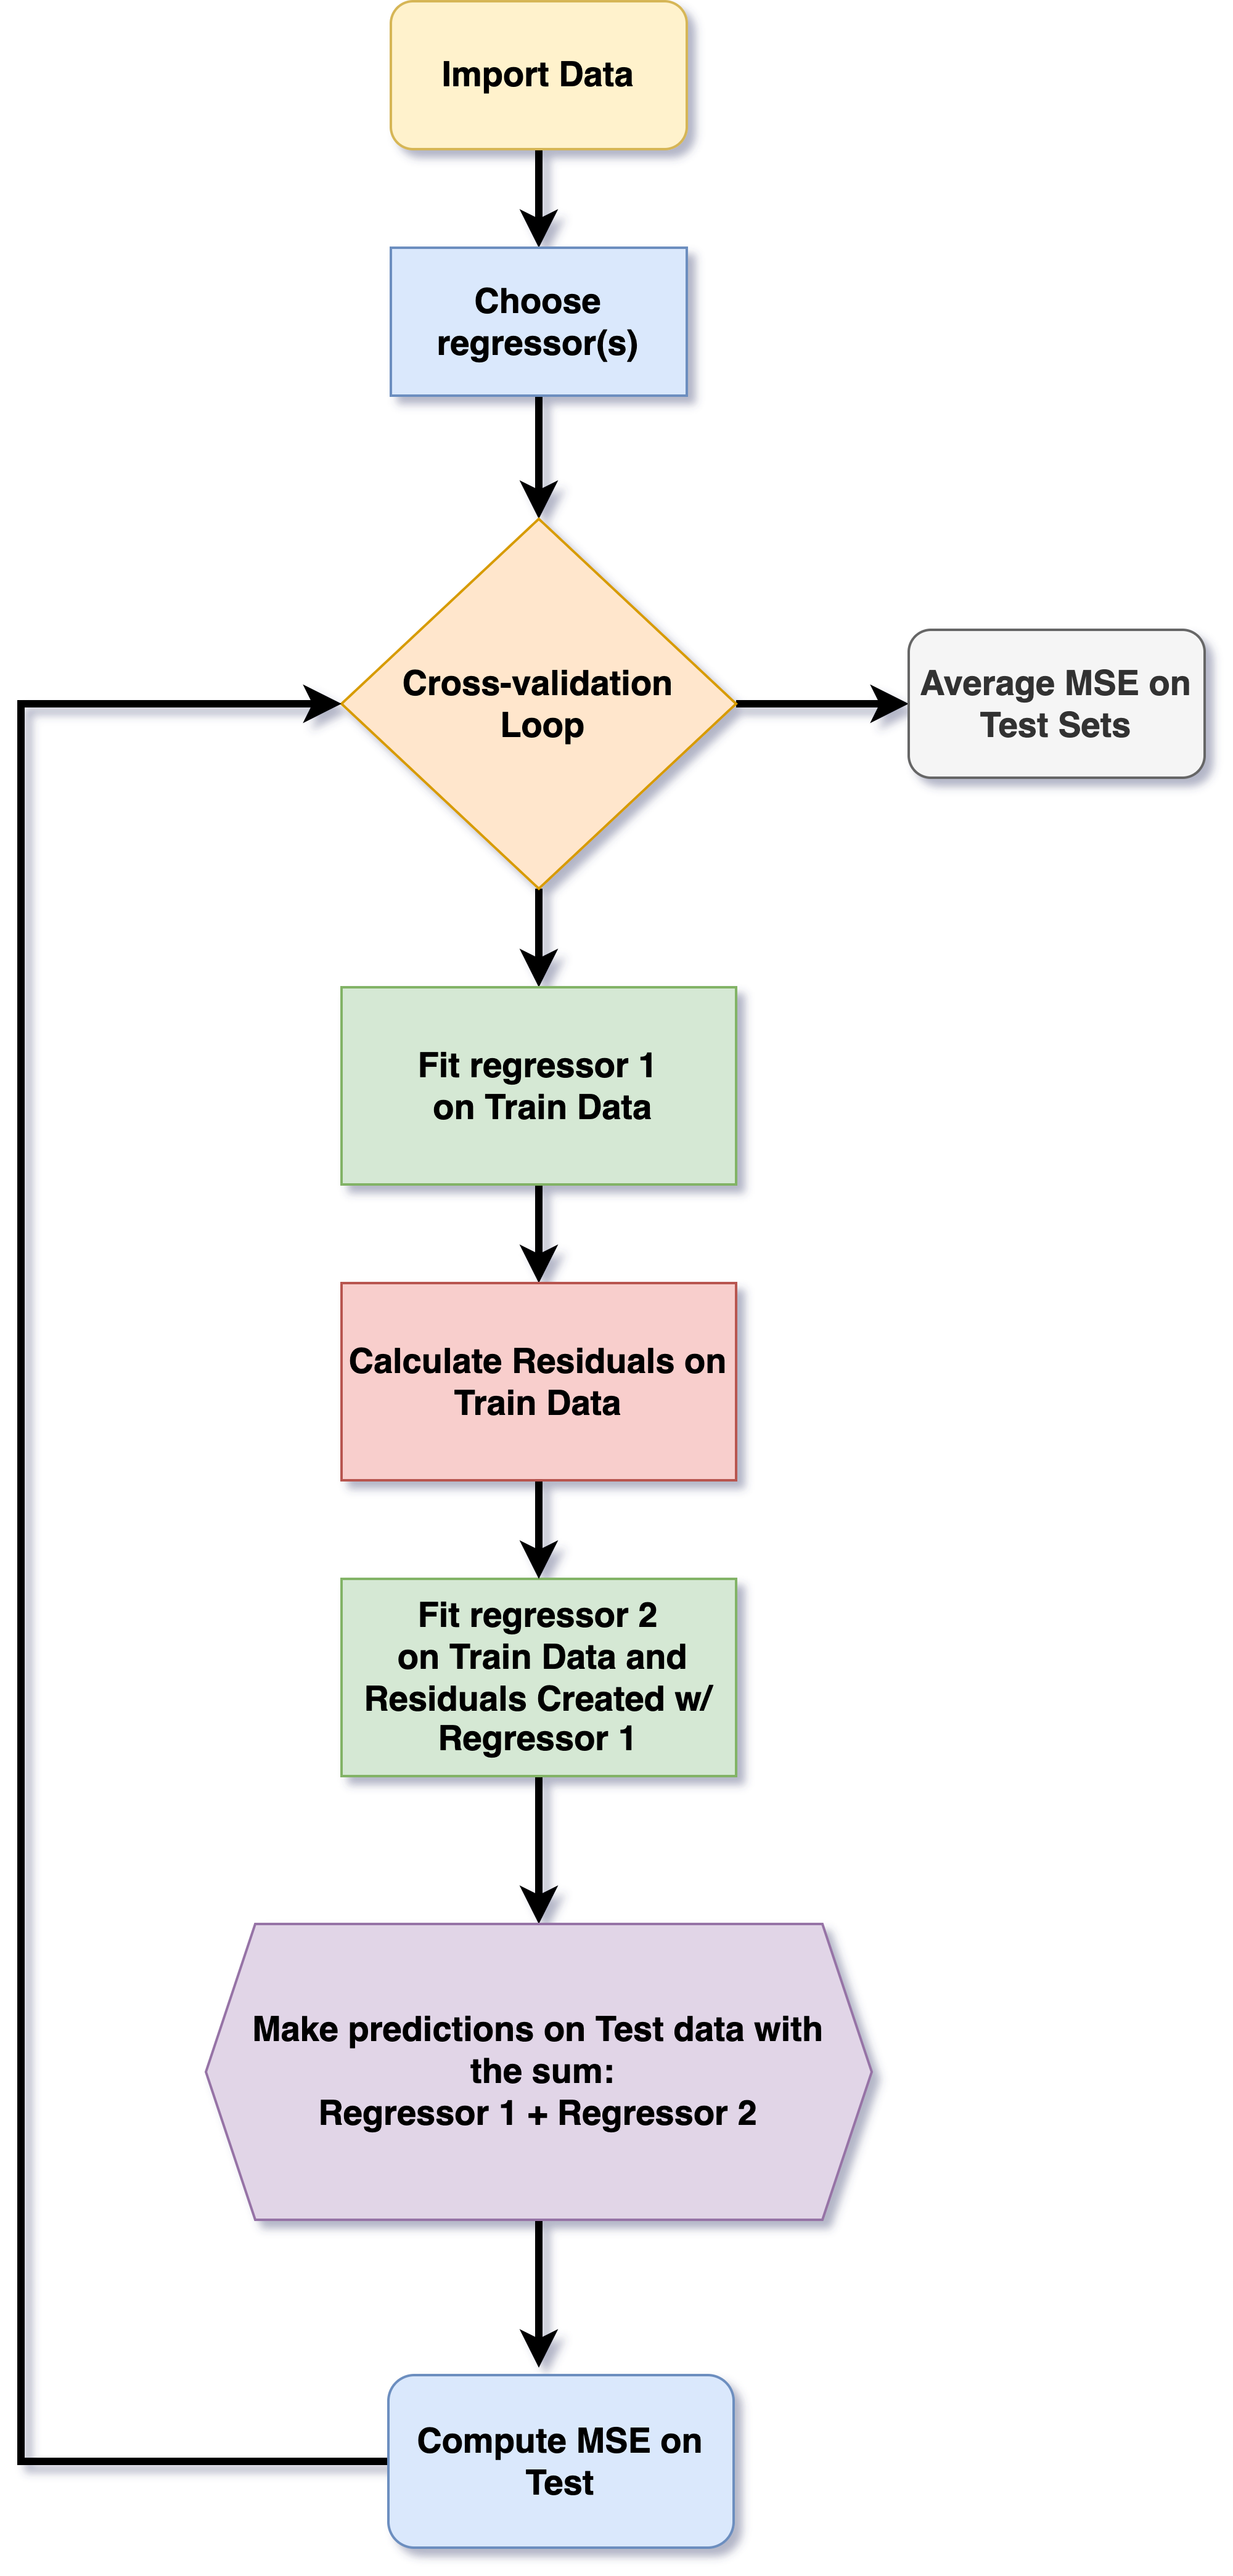 Import Data
Choose
regressor(s)
Cross-validation
Loop
Average MSE on
Test Sets
Fit regressor 1
on Train Data
Calculate Residuals on
Train Data
Fit regressor 2
on Train Data and
Residuals Created w/
Regressor 1
Make predictions on Test data with
the sum:
Regressor 1 + Regressor 2
Compute MSE on
Test